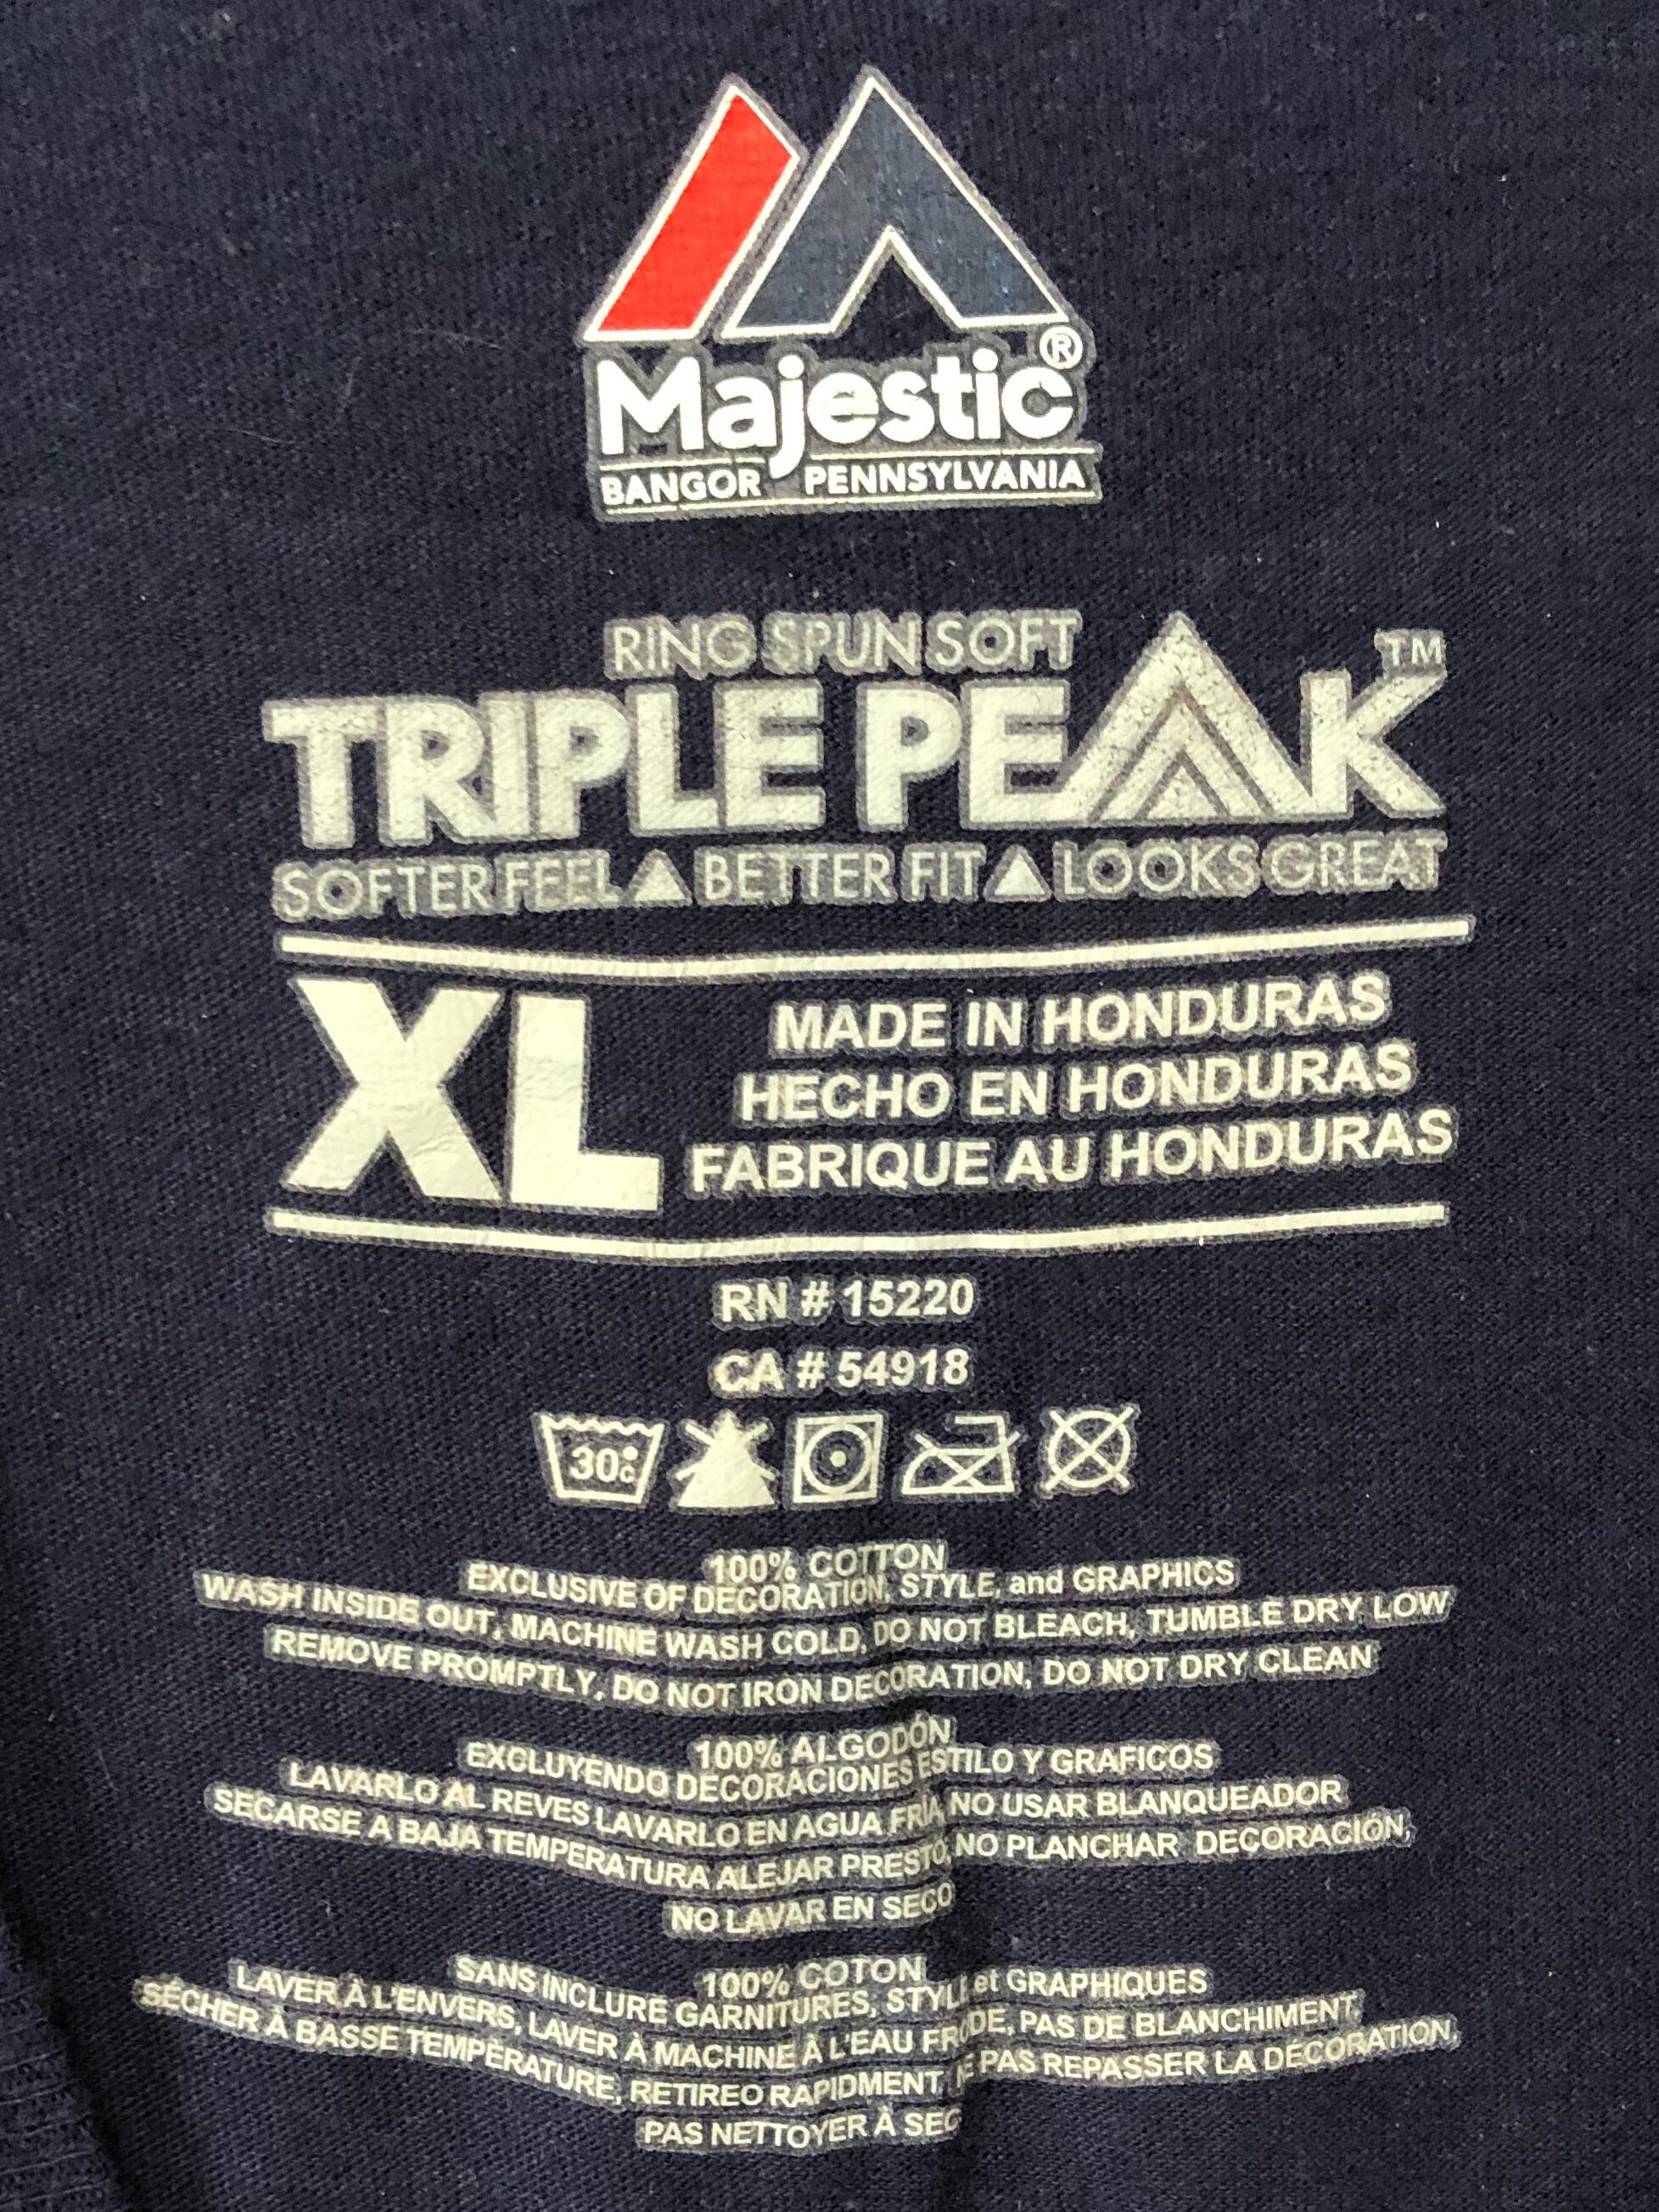 Majestic®
BANGOR PENNSYLVANIA
RING SPUN SOFT
TRIPLE PEAK™
SOFTER FEEL BETTER FIT LOOKS GREAT
XL
MADE IN HONDURAS
HECHO EN HONDURAS
FABRIQUE AU HONDURAS
RN # 15220
CA # 54918
30°C
100% COTTON
EXCLUSIVE OF DECORATION, STYLE, and GRAPHICS
WASH INSIDE OUT, MACHINE WASH COLD, DO NOT BLEACH, TUMBLE DRY LOW
REMOVE PROMPTLY, DO NOT IRON DECORATION, DO NOT DRY CLEAN
100% ALGODÓN
EXCLUYENDO DECORACIONES ESTILO Y GRAFICOS
LAVARLO AL REVES LAVARLO EN AGUA FRÍA, NO USAR BLANQUEADOR
SECARSE A BAJA TEMPERATURA ALEJAR PRESTO, NO PLANCHAR DECORACIÓN,
NO LAVAR EN SECO
100% COTON
SANS INCLURE GARNITURES, STYLE et GRAPHIQUES
LAVER À L'ENVERS, LAVER À MACHINE À L'EAU FRODE, PAS DE BLANCHIMENT,
SÉCHER À BASSE TEMPÈRATURE, RETIREO RAPIDMENT, PAS REPASSER LA DÉCORATION,
PAS NETTOYER À SEC